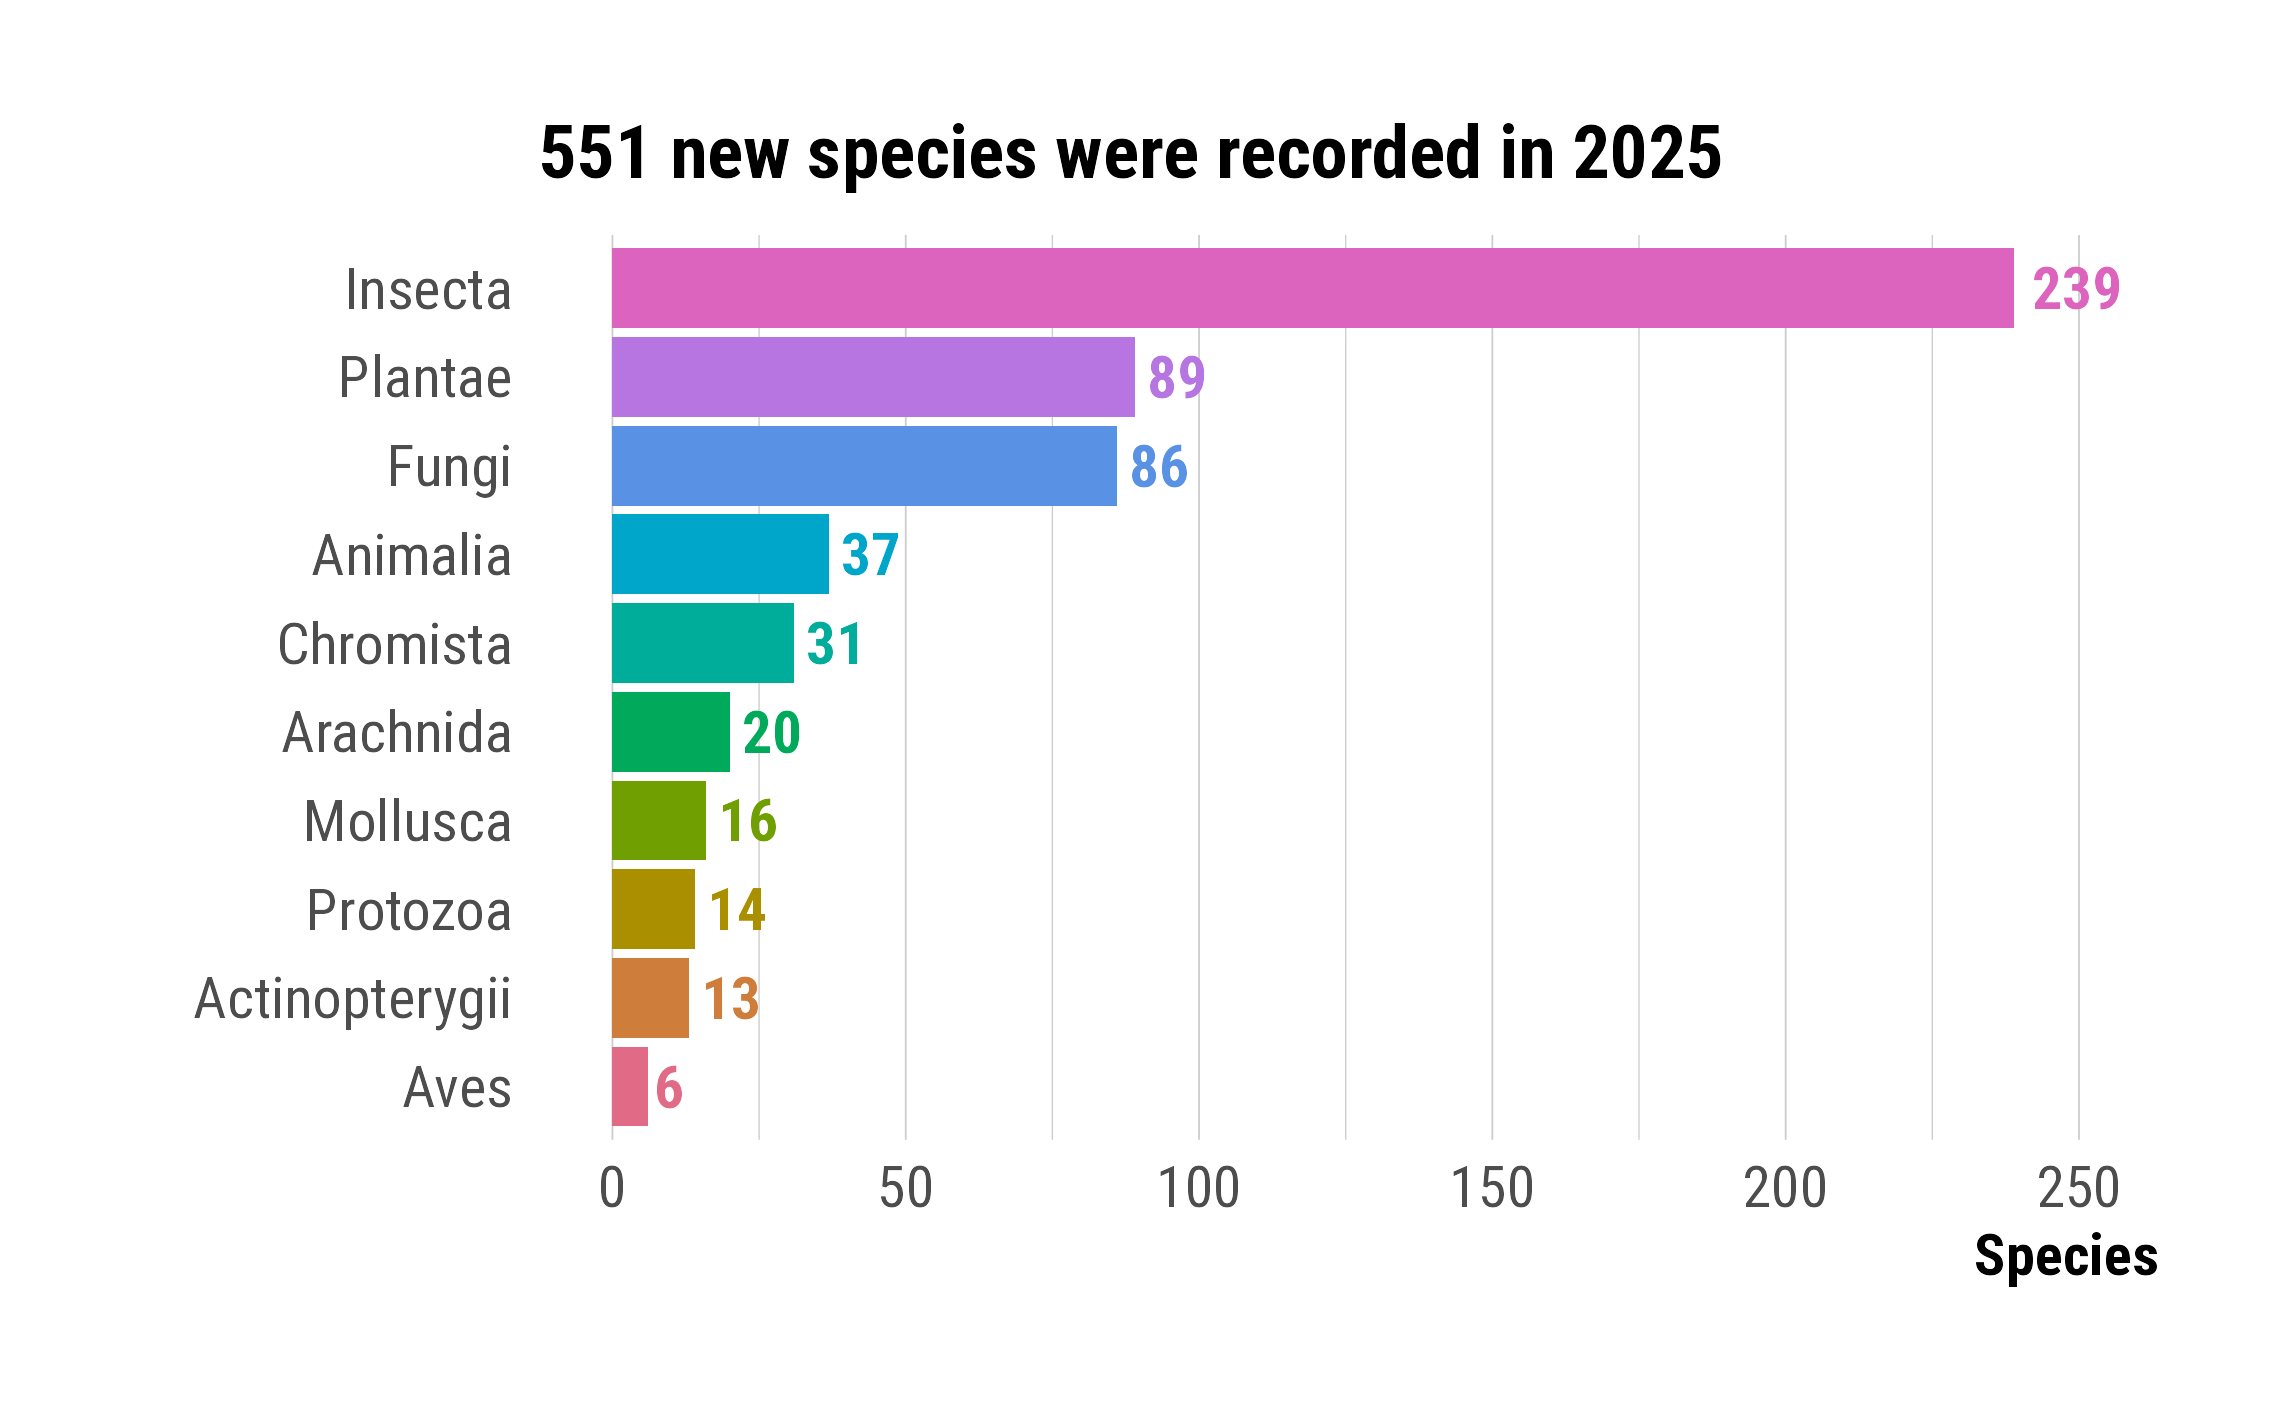 551 new species were recorded in 2025
Insecta 239
Plantae 89
Fungi 86
Animalia 37
Chromista 31
Arachnida 20
Mollusca 16
Protozoa 14
Actinopterygii 13
Aves 6
0 50 100 150 200 250
Species